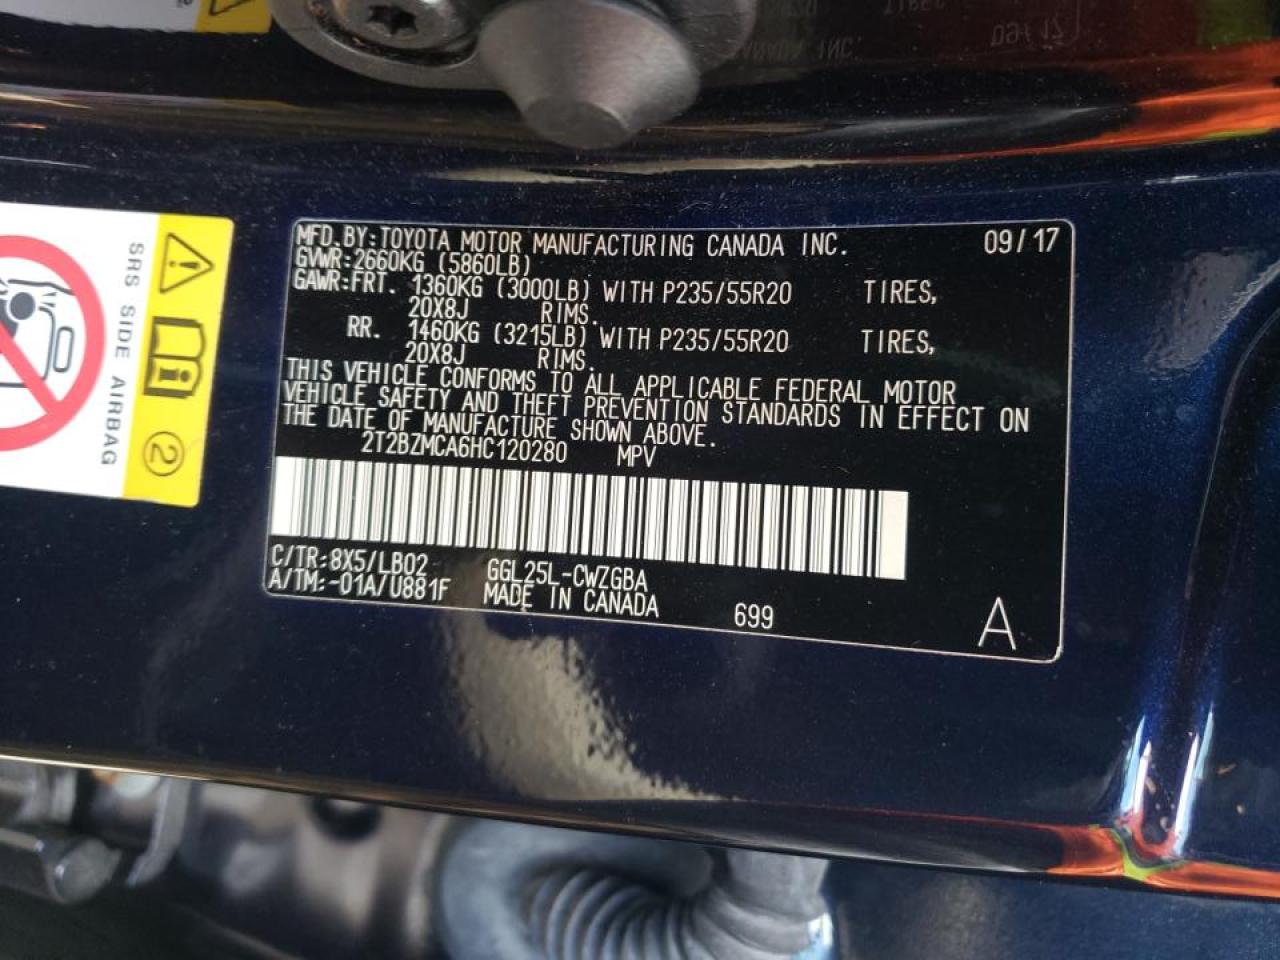 MFD.BY:TOYOTA MOTOR MANUFACTURING CANADA INC. 09/17
GVWR:2660KG (5860LB)
GAWR:FRT. 1360KG (3000LB) WITH P235/55R20 TIRES,
20X8J RIMS.
RR. 1460KG (3215LB) WITH P235/55R20 TIRES,
20X8J RIMS.
THIS VEHICLE CONFORMS TO ALL APPLICABLE FEDERAL MOTOR
VEHICLE SAFETY AND THEFT PREVENTION STANDARDS IN EFFECT ON
THE DATE OF MANUFACTURE SHOWN ABOVE.
2T2BZMCA6HC120280 MPV
C/TR:8X5/LB02 GGL25L-CWZGBA
A/TM:-01A/U881F MADE IN CANADA 699
A
SRS SIDE AIRBAG
2